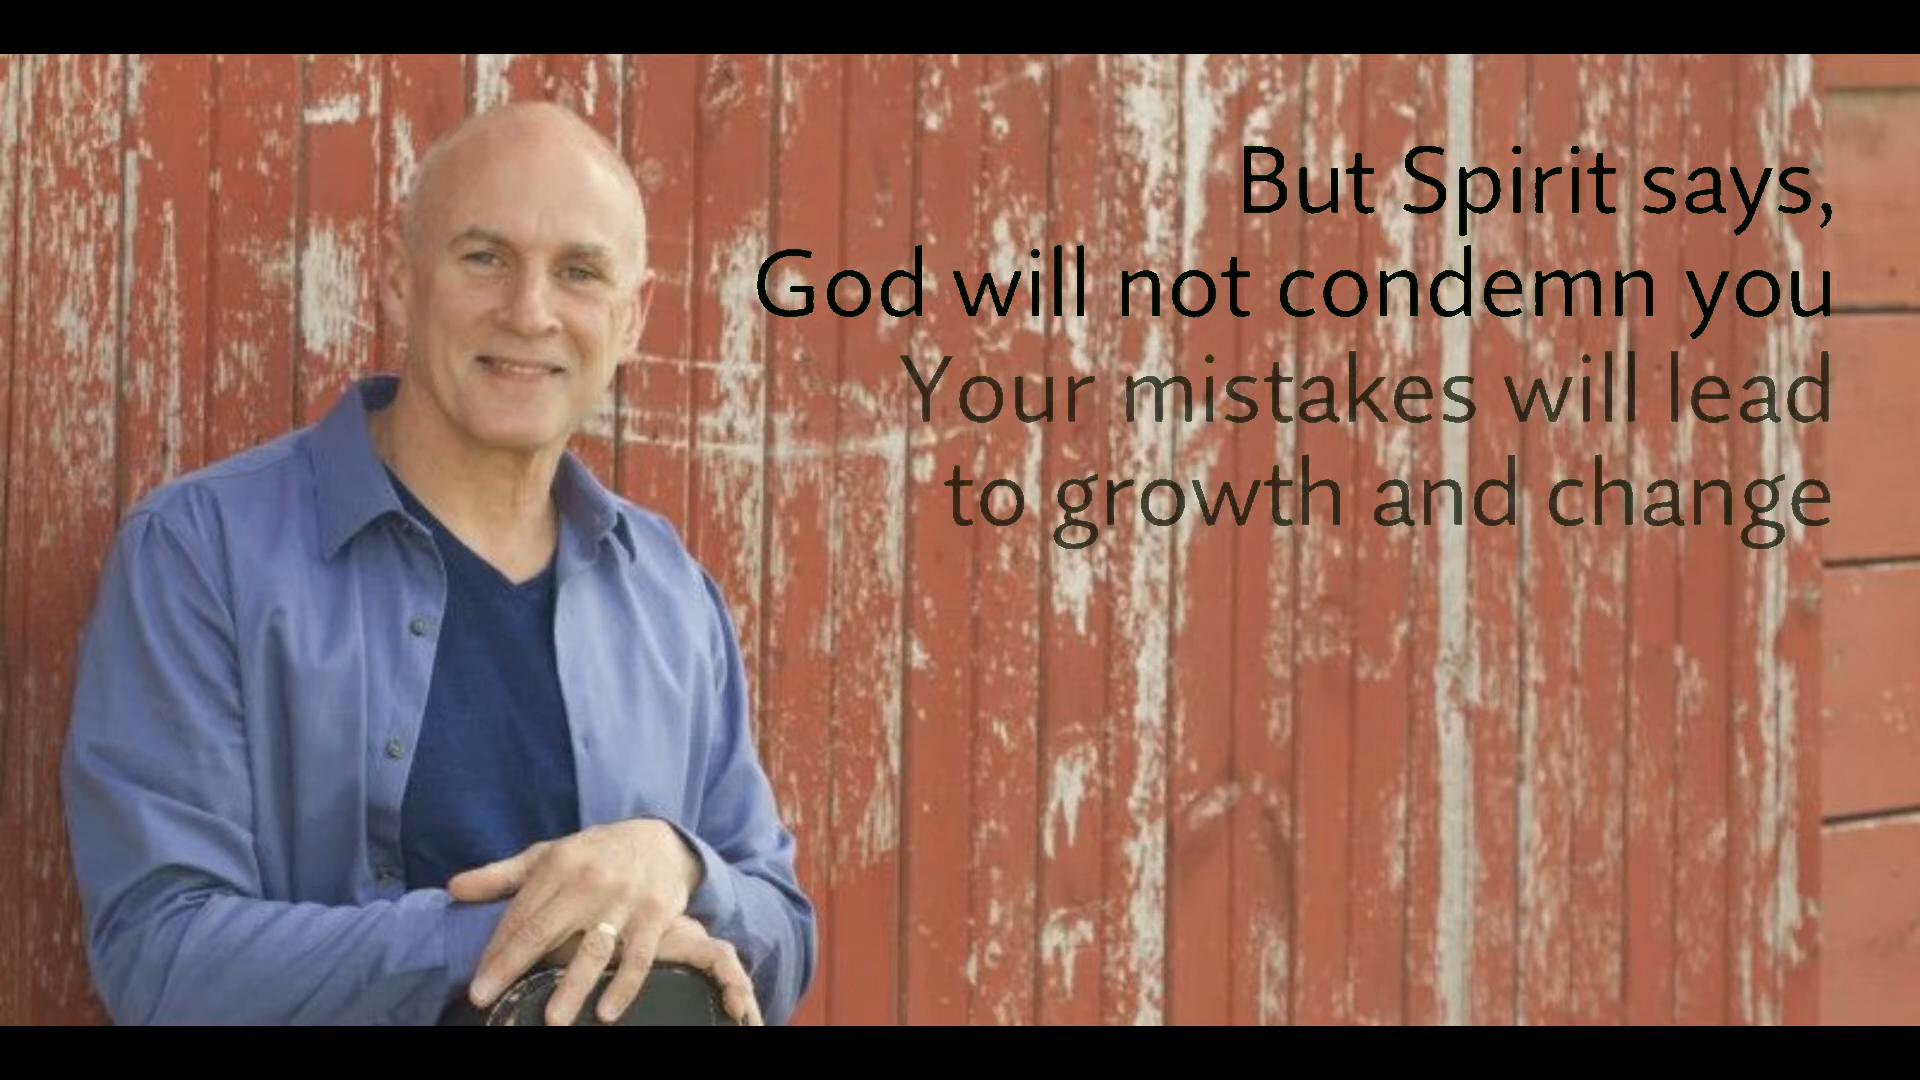 But Spirit says,
God will not condemn you
Your mistakes will lead
to growth and change